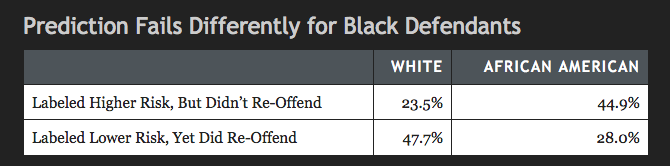 Prediction Fails Differently for Black Defendants
WHITE AFRICAN AMERICAN
Labeled Higher Risk, But Didn’t Re-Offend 23.5% 44.9%
Labeled Lower Risk, Yet Did Re-Offend 47.7% 28.0%